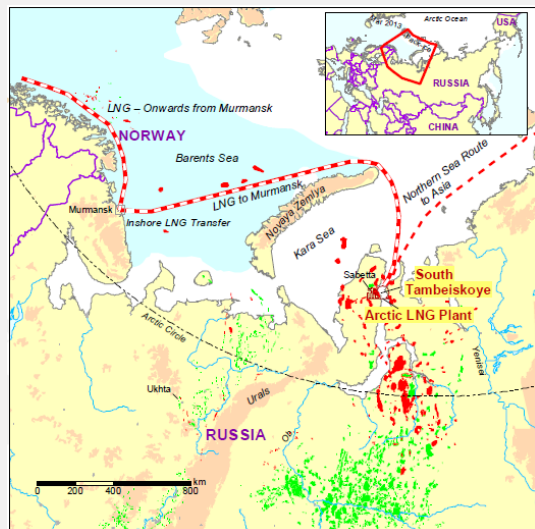 Arctic Ocean
USA
RUSSIA
CHINA
LNG – Onwards from Murmansk
NORWAY
Barents Sea
Northern Sea Route
to Asia
LNG to Murmansk
Murmansk
Inshore LNG Transfer
Novaya Zemlya
Kara Sea
Sabetta
South
Tambeiskoye
Arctic LNG Plant
Arctic Circle
Yenisei
Ukhta
Urals
RUSSIA
Ob
km
0 200 400 800